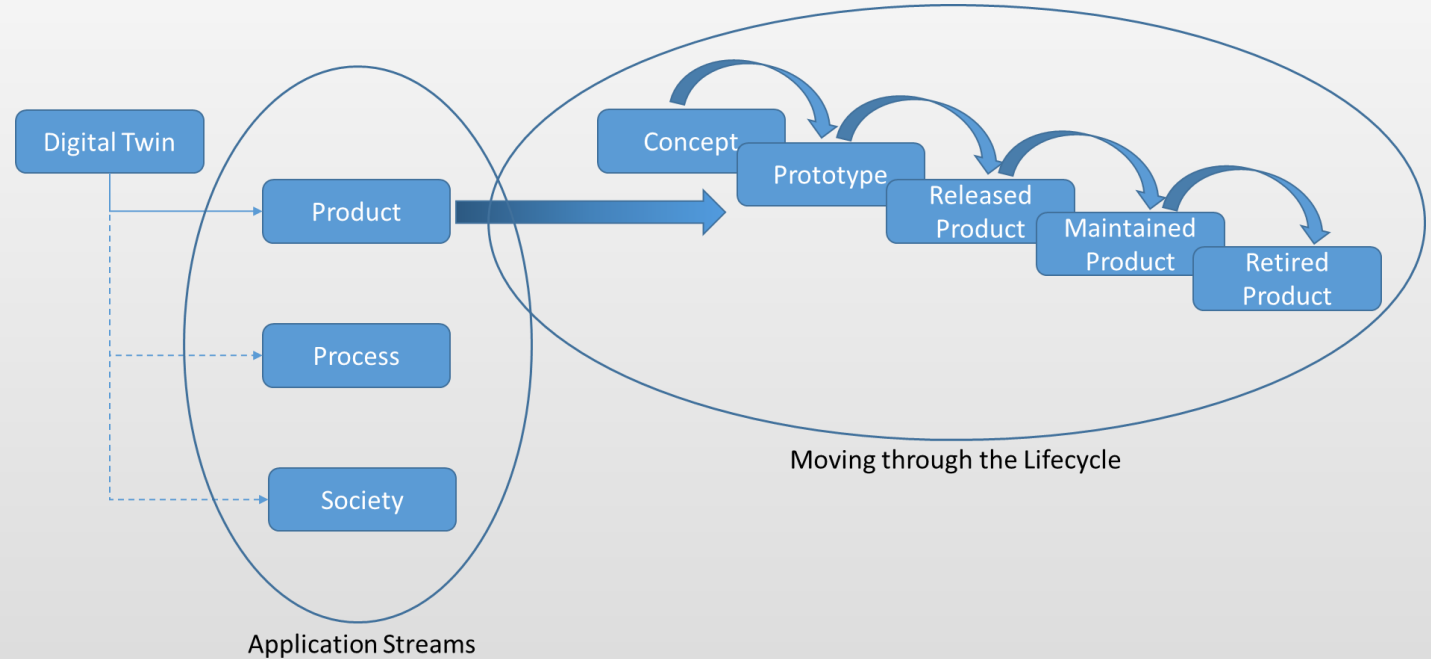 Digital Twin
Product
Process
Society
Application Streams
Concept
Prototype
Released
Product
Maintained
Product
Retired
Product
Moving through the Lifecycle